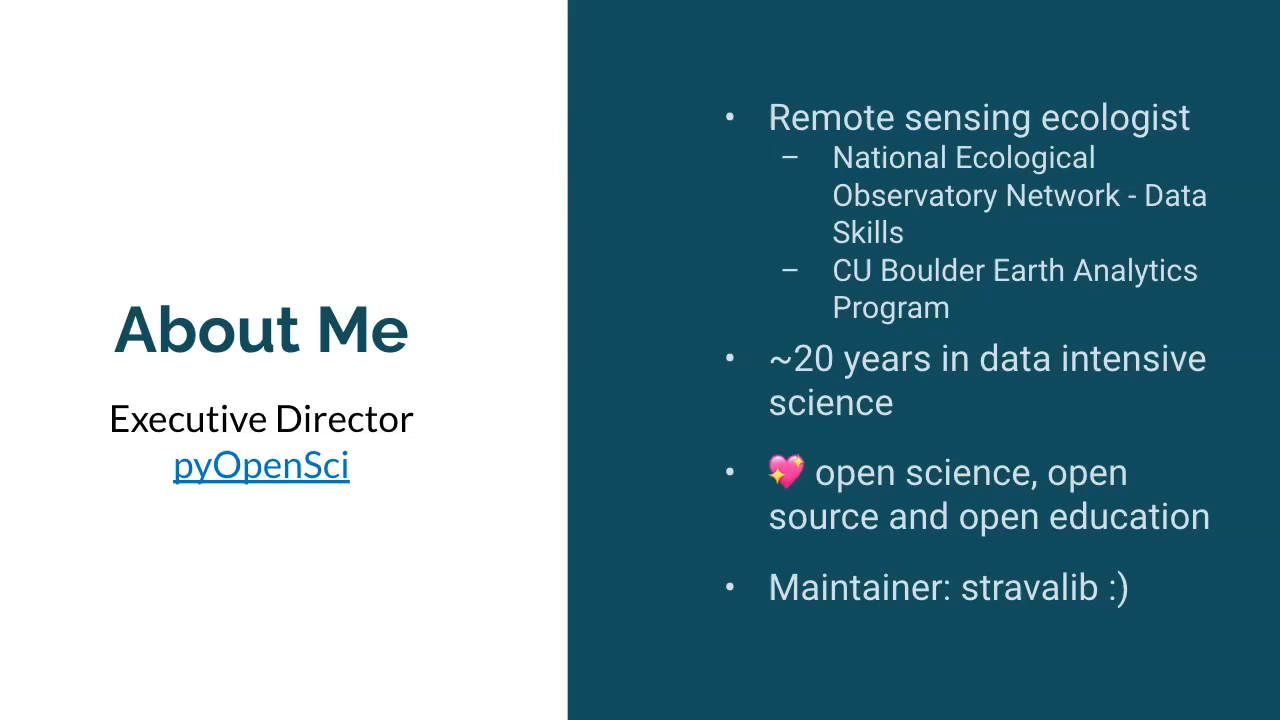 About Me
Executive Director
pyOpenSci
• Remote sensing ecologist
– National Ecological
Observatory Network - Data
Skills
– CU Boulder Earth Analytics
Program
• ~20 years in data intensive
science
• 💖 open science, open
source and open education
• Maintainer: stravalib :)